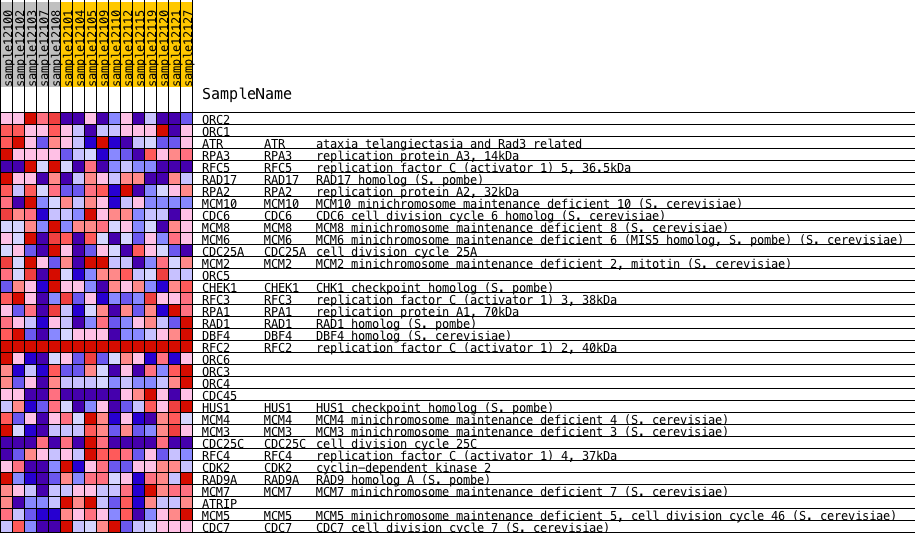 sample12100
sample12102
sample12103
sample12107
sample12108
sample12101
sample12104
sample12105
sample12109
sample12110
sample12112
sample12115
sample12119
sample12120
sample12121
sample12127
SampleName
ORC2
ORC1
ATR ATR ataxia telangiectasia and Rad3 related
RPA3 RPA3 replication protein A3, 14kDa
RFC5 RFC5 replication factor C (activator 1) 5, 36.5kDa
RAD17 RAD17 RAD17 homolog (S. pombe)
RPA2 RPA2 replication protein A2, 32kDa
MCM10 MCM10 MCM10 minichromosome maintenance deficient 10 (S. cerevisiae)
CDC6 CDC6 CDC6 cell division cycle 6 homolog (S. cerevisiae)
MCM8 MCM8 MCM8 minichromosome maintenance deficient 8 (S. cerevisiae)
MCM6 MCM6 MCM6 minichromosome maintenance deficient 6 (MIS5 homolog, S. pombe) (S. cerevisiae)
CDC25A CDC25A cell division cycle 25A
MCM2 MCM2 MCM2 minichromosome maintenance deficient 2, mitotin (S. cerevisiae)
ORC5
CHEK1 CHEK1 CHK1 checkpoint homolog (S. pombe)
RFC3 RFC3 replication factor C (activator 1) 3, 38kDa
RPA1 RPA1 replication protein A1, 70kDa
RAD1 RAD1 RAD1 homolog (S. pombe)
DBF4 DBF4 DBF4 homolog (S. cerevisiae)
RFC2 RFC2 replication factor C (activator 1) 2, 40kDa
ORC6
ORC3
ORC4
CDC45
HUS1 HUS1 HUS1 checkpoint homolog (S. pombe)
MCM4 MCM4 MCM4 minichromosome maintenance deficient 4 (S. cerevisiae)
MCM3 MCM3 MCM3 minichromosome maintenance deficient 3 (S. cerevisiae)
CDC25C CDC25C cell division cycle 25C
RFC4 RFC4 replication factor C (activator 1) 4, 37kDa
CDK2 CDK2 cyclin-dependent kinase 2
RAD9A RAD9A RAD9 homolog A (S. pombe)
MCM7 MCM7 MCM7 minichromosome maintenance deficient 7 (S. cerevisiae)
ATRIP
MCM5 MCM5 MCM5 minichromosome maintenance deficient 5, cell division cycle 46 (S. cerevisiae)
CDC7 CDC7 CDC7 cell division cycle 7 (S. cerevisiae)